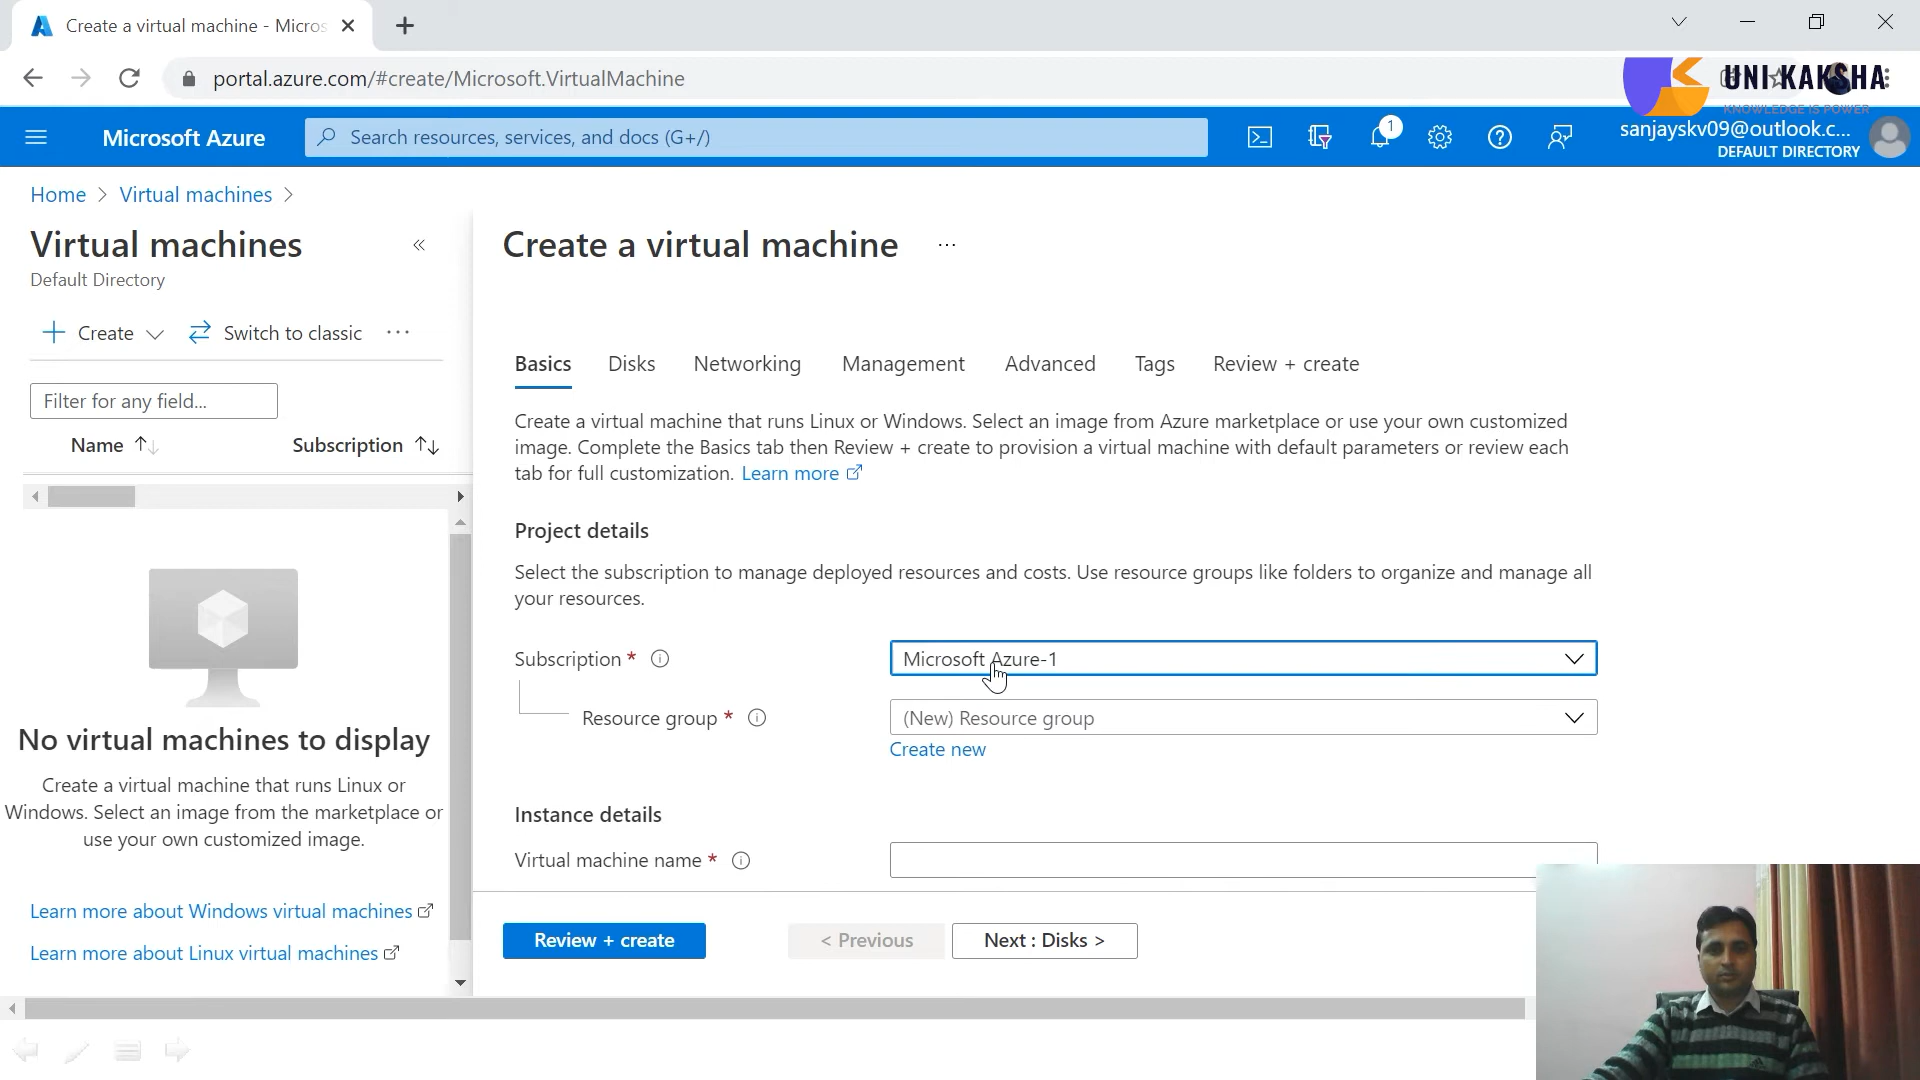 Create a virtual machine - Micros
portal.azure.com/#create/Microsoft.VirtualMachine
UNI KAKSHA
KNOWLEDGE IS POWER
Microsoft Azure
Search resources, services, and docs (G+/)
1
sanjayskv09@outlook.c...
DEFAULT DIRECTORY
Home > Virtual machines >
Virtual machines
Default Directory
Create
Switch to classic
Filter for any field...
Name
Subscription
No virtual machines to display
Create a virtual machine that runs Linux or
Windows. Select an image from the marketplace or
use your own customized image.
Learn more about Windows virtual machines
Learn more about Linux virtual machines
Create a virtual machine ...
Basics Disks Networking Management Advanced Tags Review + create
Create a virtual machine that runs Linux or Windows. Select an image from Azure marketplace or use your own customized
image. Complete the Basics tab then Review + create to provision a virtual machine with default parameters or review each
tab for full customization. Learn more
Project details
Select the subscription to manage deployed resources and costs. Use resource groups like folders to organize and manage all
your resources.
Subscription *
Microsoft Azure-1
Resource group *
(New) Resource group
Create new
Instance details
Virtual machine name *
Review + create
< Previous
Next : Disks >